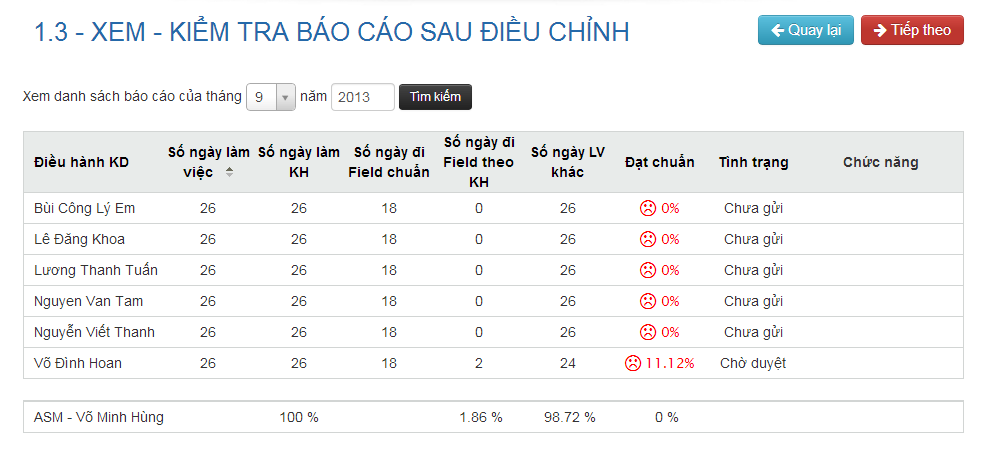 1.3 - XEM - KIỂM TRA BÁO CÁO SAU ĐIỀU CHỈNH
Quay lại Tiếp theo
Xem danh sách báo cáo của tháng 9 năm 2013 Tìm kiếm
Điều hành KD Số ngày làm việc Số ngày làm KH Số ngày đi Field chuẩn Số ngày đi Field theo KH Số ngày LV khác Đạt chuẩn Tình trạng Chức năng
Bùi Công Lý Em 26 26 18 0 26 0% Chưa gửi
Lê Đăng Khoa 26 26 18 0 26 0% Chưa gửi
Lương Thanh Tuấn 26 26 18 0 26 0% Chưa gửi
Nguyen Van Tam 26 26 18 0 26 0% Chưa gửi
Nguyễn Viết Thanh 26 26 18 0 26 0% Chưa gửi
Võ Đình Hoan 26 26 18 2 24 11.12% Chờ duyệt
ASM - Võ Minh Hùng 100 % 1.86 % 98.72 % 0 %